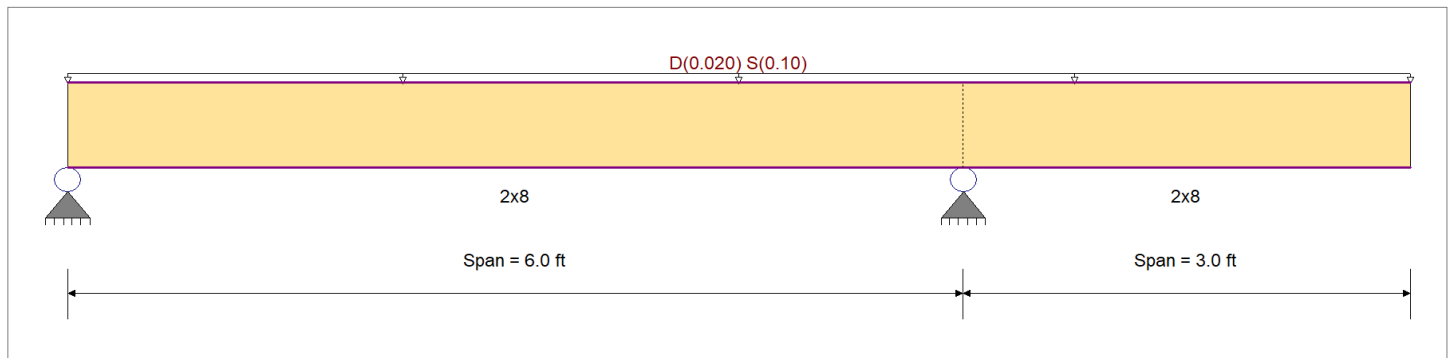 D(0.020) S(0.10)
2x8
2x8
Span = 6.0 ft
Span = 3.0 ft